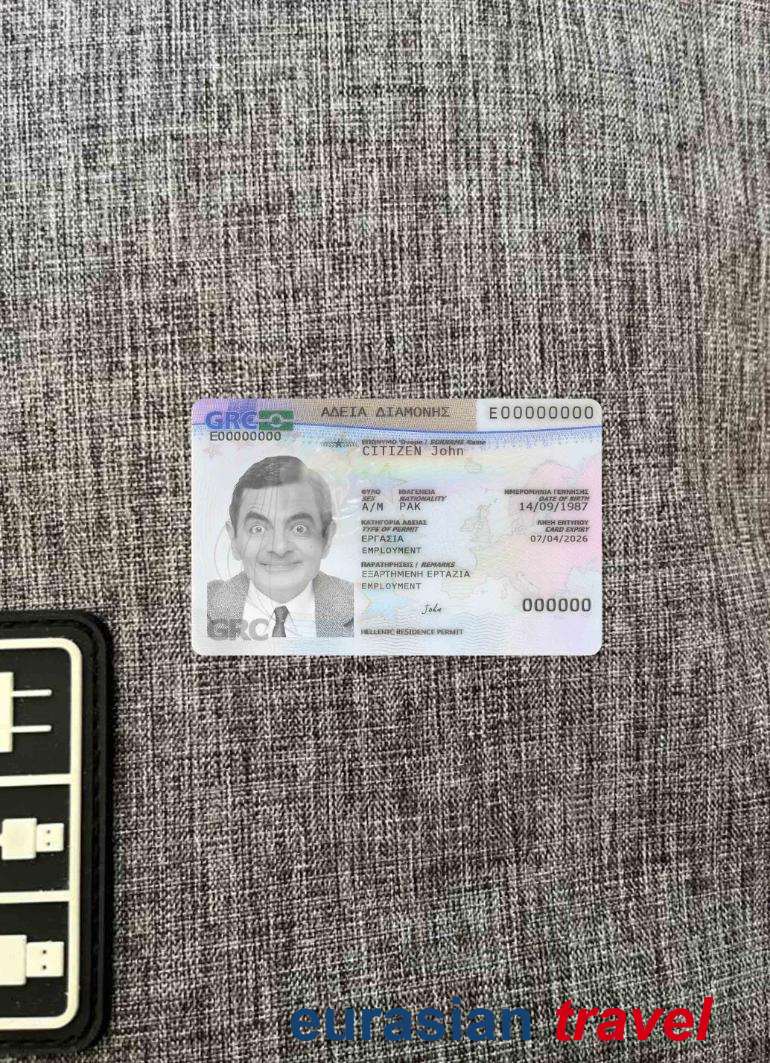 GRC
ΑΔΕΙΑ ΔΙΑΜΟΝΗΣ
E00000000
E00000000
ΕΠΩΝΥΜΟ Όνομα / SURNAME Name
CITIZEN John
ΦΥΛΟ ΙΘΑΓΕΝΕΙΑ ΗΜΕΡΟΜΗΝΙΑ ΓΕΝΝΗΣΗΣ
SEX NATIONALITY DATE OF BIRTH
Α/M PAK 14/09/1987
ΚΑΤΗΓΟΡΙΑ ΑΔΕΙΑΣ ΛΗΞΗ ΕΝΤΥΠΟΥ
TYPE OF PERMIT CARD EXPIRY
ΕΡΓΑΣΙΑ 07/04/2026
EMPLOYMENT
ΠΑΡΑΤΗΡΗΣΕΙΣ / REMARKS
ΕΞΑΡΤΗΜΕΝΗ ΕΡΤΑΖΙΑ
EMPLOYMENT
John
000000
GRC
HELLENIC RESIDENCE PERMIT
eurasian travel